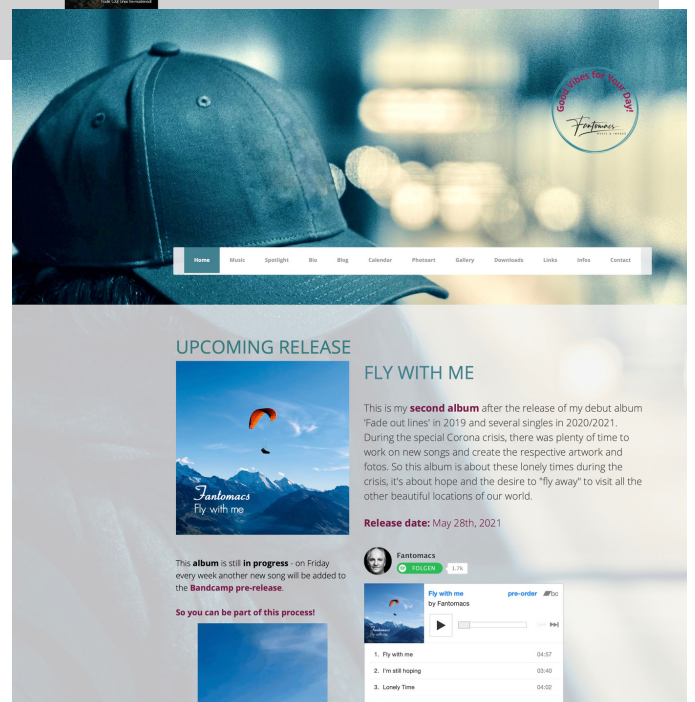 Fade Out Lines Remastered!
Good Vibes for Your Day!
Fantomacs
MUSIC & IMAGES
Home Music Spotlight Bio Blog Calendar Photoart Gallery Downloads Links Infos Contact
UPCOMING RELEASE
Fantomacs
Fly with me
This album is still in progress - on Friday
every week another new song will be added to
the Bandcamp pre-release.
So you can be part of this process!
FLY WITH ME
This is my second album after the release of my debut album
'Fade out lines' in 2019 and several singles in 2020/2021.
During the special Corona crisis, there was plenty of time to
work on new songs and create the respective artwork and
fotos. So this album is about these lonely times during the
crisis, it's about hope and the desire to "fly away" to visit all the
other beautiful locations of our world.
Release date: May 28th, 2021
Fantomacs
FOLGEN 1.7k
Fly with me pre-order bc
by Fantomacs
Fantomacs
1. Fly with me 04:57
2. I'm still hoping 03:40
3. Lonely Time 04:02